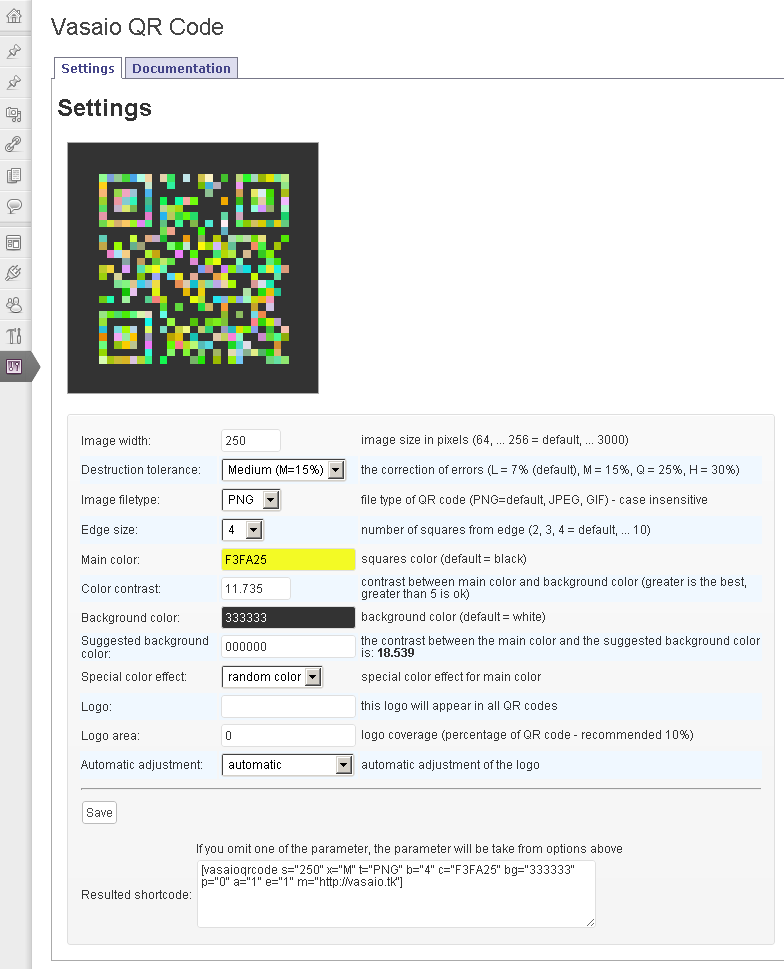 Vasaio QR Code
Settings Documentation
Settings
Image width: 250 image size in pixels (64, ... 256 = default, ... 3000)
Destruction tolerance: Medium (M=15%) the correction of errors (L = 7% (default), M = 15%, Q = 25%, H = 30%)
Image filetype: PNG file type of QR code (PNG=default, JPEG, GIF) - case insensitive
Edge size: 4 number of squares from edge (2, 3, 4 = default, ... 10)
Main color: F3FA25 squares color (default = black)
Color contrast: 11.735 contrast between main color and background color (greater is the best,
greater than 5 is ok)
Background color: 333333 background color (default = white)
Suggested background
color: 000000 the contrast between the main color and the suggested background color
is: 18.539
Special color effect: random color special color effect for main color
Logo: this logo will appear in all QR codes
Logo area: 0 logo coverage (percentage of QR code - recommended 10%)
Automatic adjustment: automatic automatic adjustment of the logo
Save
If you omit one of the parameter, the parameter will be take from options above
Resulted shortcode: [vasaioqrcode s="250" x="M" t="PNG" b="4" c="F3FA25" bg="333333"
p="0" a="1" e="1" m="http://vasaio.tk"]